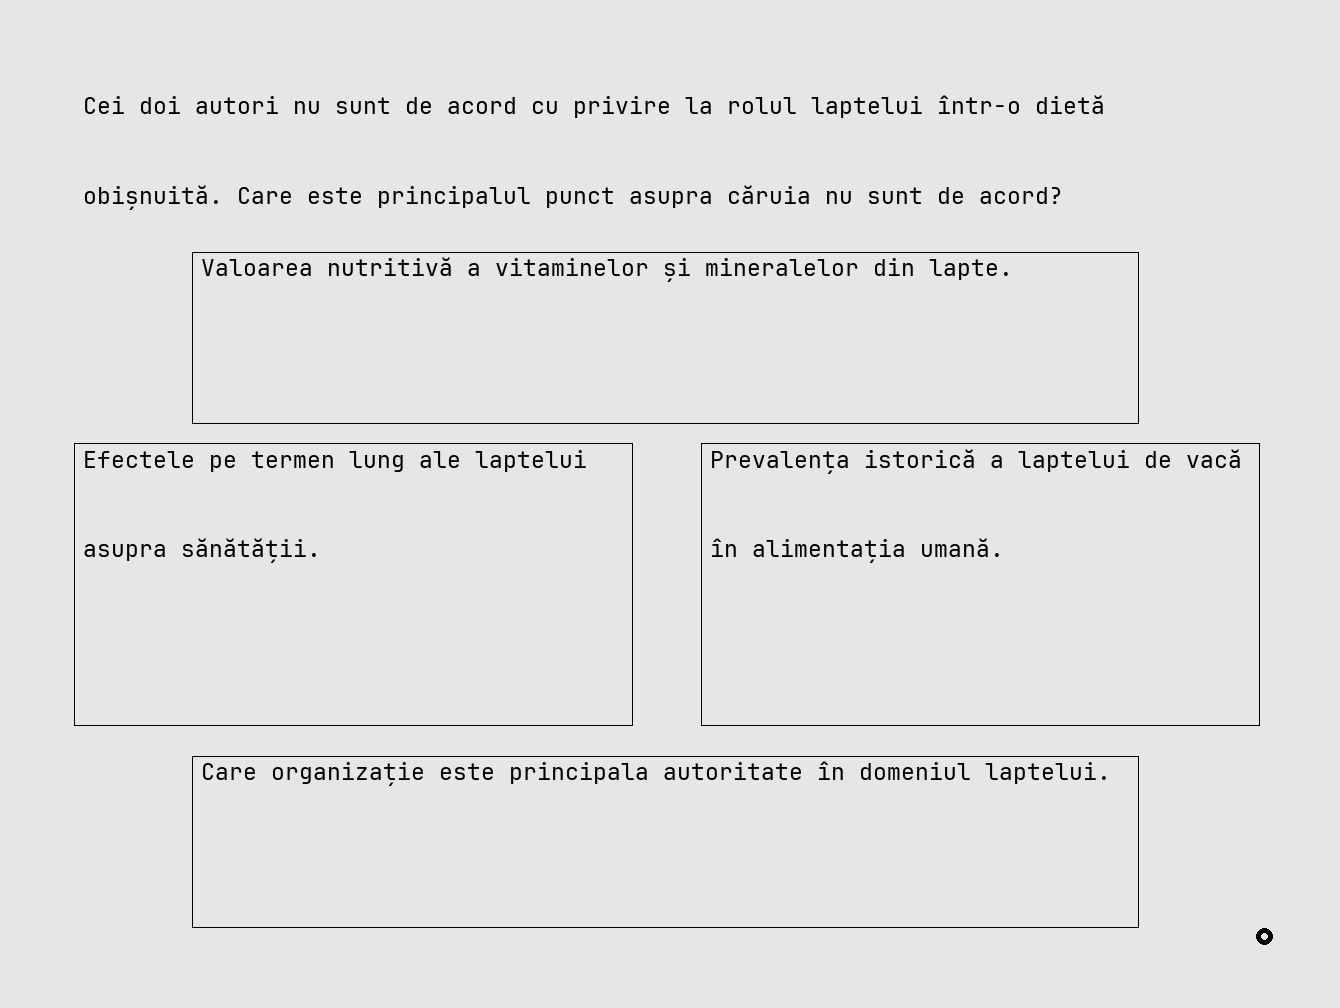 Cei doi autori nu sunt de acord cu privire la rolul laptelui într-o dietă
obișnuită. Care este principalul punct asupra căruia nu sunt de acord?
Valoarea nutritivă a vitaminelor și mineralelor din lapte.
Efectele pe termen lung ale laptelui
asupra sănătății.
Prevalența istorică a laptelui de vacă
în alimentația umană.
Care organizație este principala autoritate în domeniul laptelui.